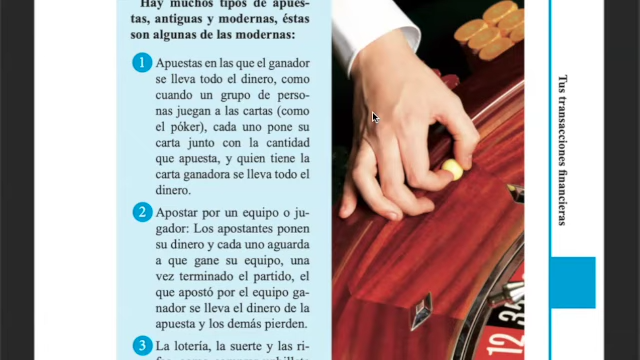 Hay muchos tipos de apues-
tas, antiguas y modernas, éstas
son algunas de las modernas:
1 Apuestas en las que el ganador
se lleva todo el dinero, como
cuando un grupo de perso-
nas juegan a las cartas (como
el póker), cada uno pone su
carta junto con la cantidad
que apuesta, y quien tiene la
carta ganadora se lleva todo el
dinero.
2 Apostar por un equipo o ju-
gador: Los apostantes ponen
su dinero y cada uno aguarda
a que gane su equipo, una
vez terminado el partido, el
que apostó por el equipo ga-
nador se lleva el dinero de la
apuesta y los demás pierden.
3 La lotería, la suerte y las ri-
Tus transacciones financieras
12